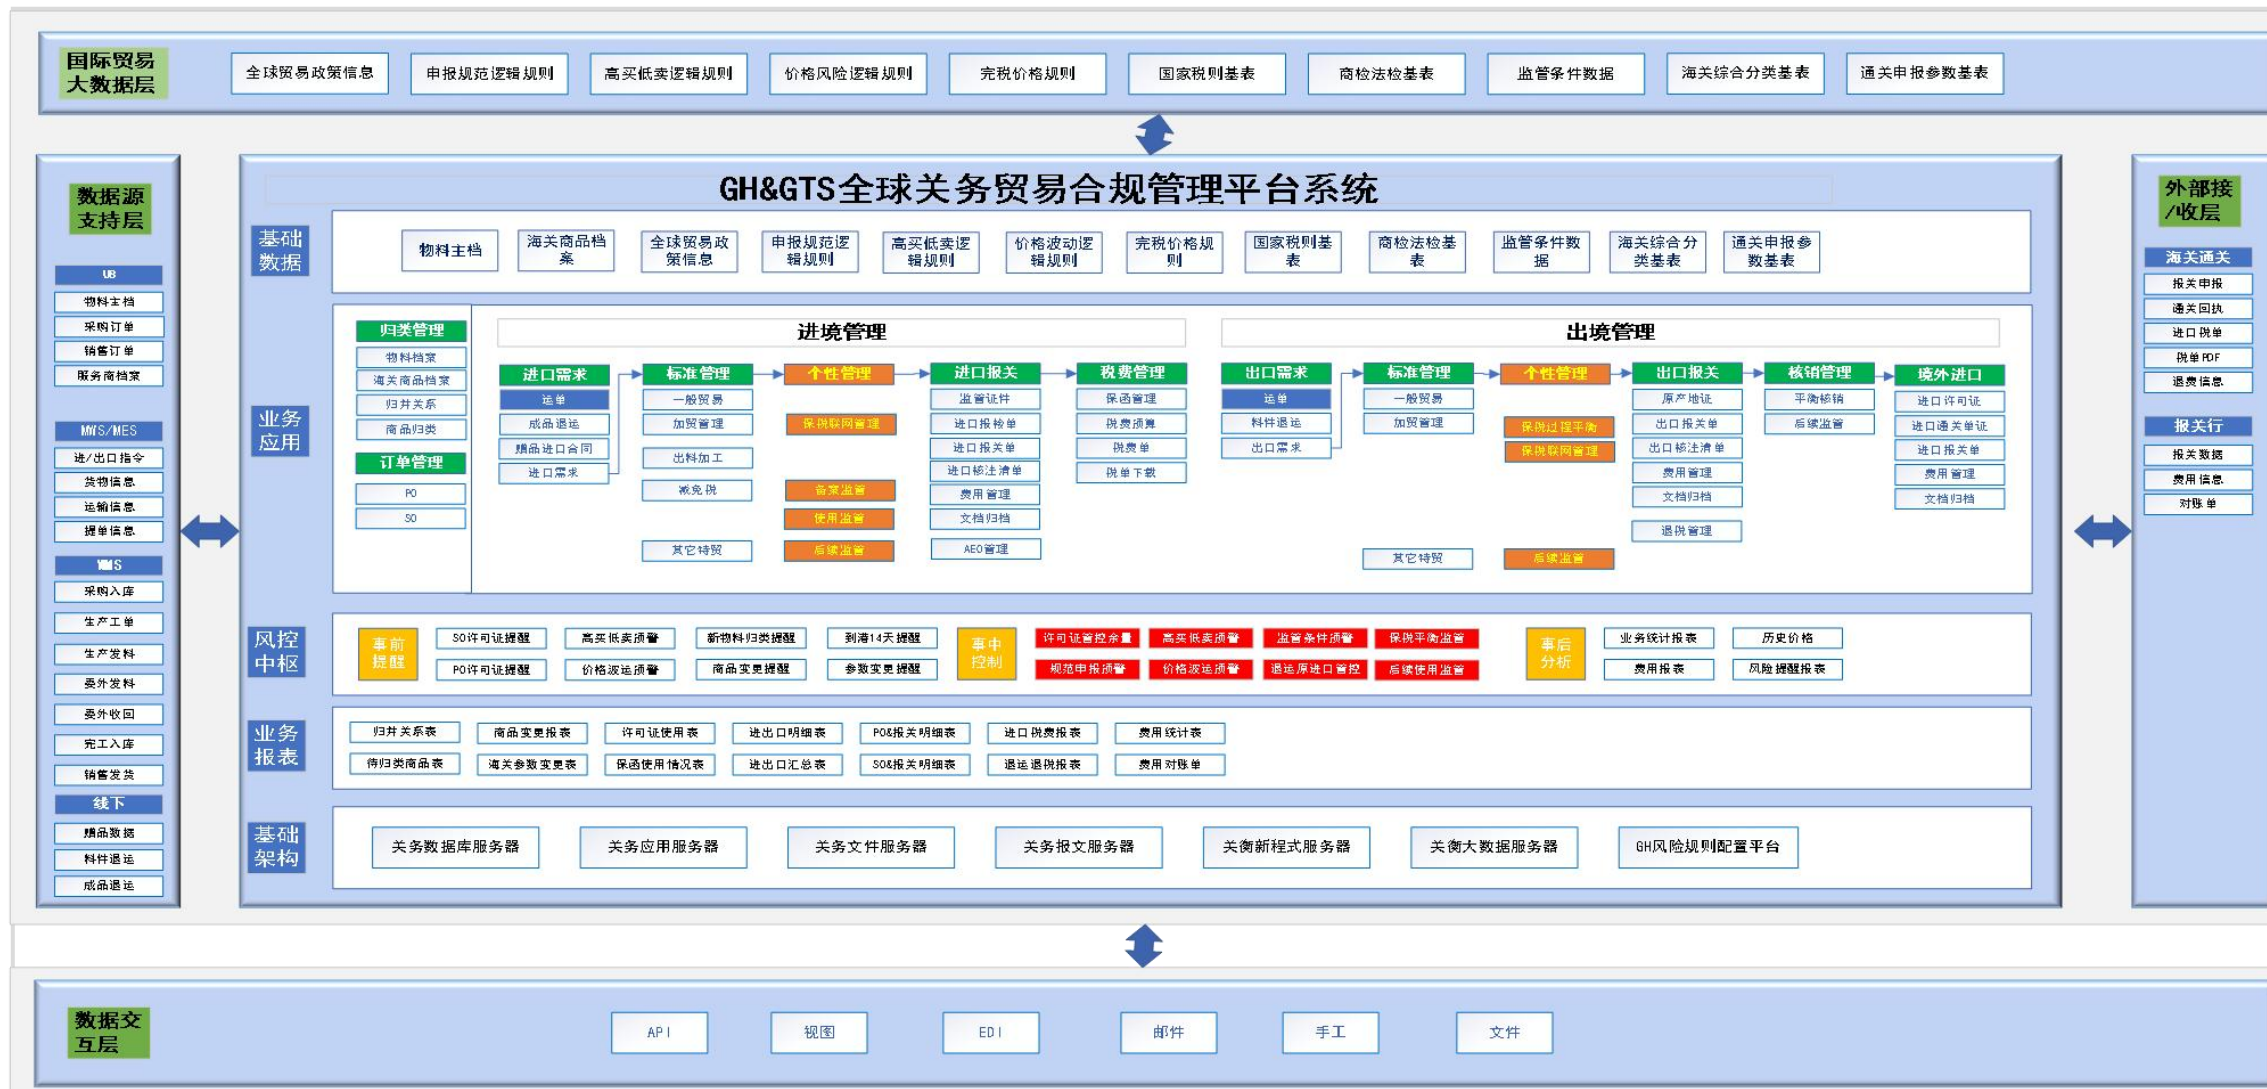 国际贸易
大数据层
全球贸易政策信息
申报规范逻辑规则
高买低卖逻辑规则
价格风险逻辑规则
完税价格规则
国家税则基表
商检法检基表
监管条件数据
海关综合分类基表
通关申报参数基表
数据源
支持层
UB
物料主档
采购订单
销售订单
服务商档案
进/出口指令
货物信息
运输信息
提单信息
采购入库
生产工单
生产发料
委外发料
委外收回
完工入库
销售发货
线下
赠品数据
料件退运
成品退运
GH&GTS全球关务贸易合规管理平台系统
基础
数据
物料主档
海关商品档
案
全球贸易政
策信息
申报规范逻
辑规则
高买低卖逻
辑规则
价格波动逻
辑规则
完税价格规
则
国家税则基
表
商检法检基
表
监管条件数
据
海关综合分
类基表
通关申报参
数基表
业务
应用
归类管理
物料档案
海关商品档案
归并关系
商品归类
订单管理
PO
SO
进境管理
进口需求
运单
成品退运
赠品进口合同
进口需求
标准管理
一般贸易
加贸管理
出料加工
减免税
其它特贸
个性管理
保税联网管理
备案监管
使用监管
后续监管
进口报关
监管证件
进口报检单
进口报关单
进口核注清单
费用管理
文档归档
AEO管理
税费管理
保函管理
税费预算
税费单
税单下载
出境管理
出口需求
运单
料件退运
出口需求
标准管理
一般贸易
加贸管理
其它特贸
个性管理
保税过程平衡
保税联网管理
后续监管
出口报关
原产地证
出口报关单
出口核注清单
费用管理
文档归档
退税管理
核销管理
平衡核销
后续监管
境外进口
进口许可证
进口通关单证
进口报关单
费用管理
文档归档
风控
中枢
事前
提醒
SO许可证提醒
高买低卖预警
新物料归类提醒
到港14天提醒
PO许可证提醒
价格波运预警
商品变更提醒
参数变更提醒
事中
控制
许可证管控余量
高买低卖预警
监管条件预警
保税平衡监管
规范申报预警
价格波运预警
退运原进口管控
后续使用监管
事后
分析
业务统计报表
历史价格
费用报表
风险提醒报表
业务
报表
归并关系表
商品变更报表
许可证使用表
进出口明细表
PO&报关明细表
进口税费报表
费用统计表
待归类商品表
海关参数变更表
保函使用情况表
进出口汇总表
SO&报关明细表
退运退税报表
费用对账单
基础
架构
关务数据库服务器
关务应用服务器
关务文件服务器
关务报文服务器
关衡新程式服务器
关衡大数据服务器
GH风险规则配置平台
外部接
/收层
海关通关
报关申报
通关回执
进口税单
税单PDF
退费信息
报关行
报关数据
费用信息
对账单
数据交
互层
API
视图
EDI
邮件
手工
文件